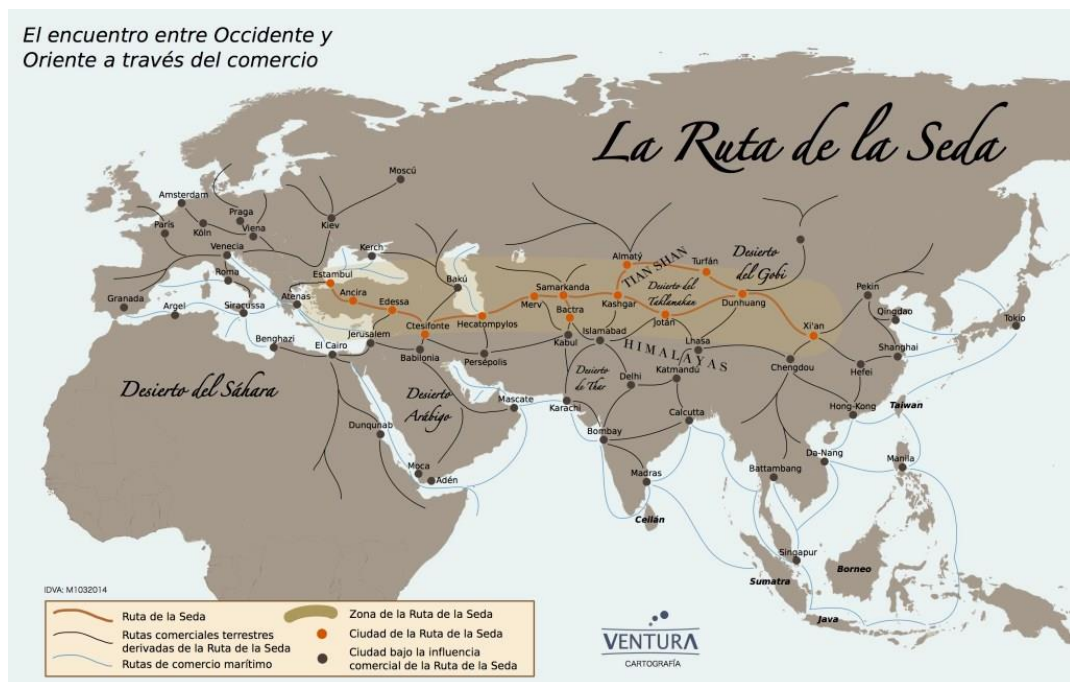 El encuentro entre Occidente y
Oriente a través del comercio
La Ruta de la Seda
Moscú
Amsterdam
Praga
París
Köln
Viena
Kiev
Venecia
Kerch
Almatý
TIAN SHAN
Turfán
Desierto
del Gobi
Roma
Estambul
Bakú
Samarkanda
Desierto del
Taklamakan
Pekin
Granada
Argel
Siracussa
Atenas
Ancira
Edessa
Merv
Bactra
Kashgar
Dunhuang
Qingdao
Tokio
Ctesifonte
Hecatompylos
Jotán
Xi'an
Benghazi
Jerusalem
El Cairo
Babilonia
Persépolis
Kabul
Islamabad
HIMALAYAS
Lhasa
Shanghai
Chengdou
Hefei
Desierto del Sáhara
Desierto
Arábigo
Desierto
de Thar
Delhi
Katmandú
Mascate
Karachi
Calcutta
Hong-Kong
Taiwan
Dunqunab
Bombay
Moca
Adén
Madras
Battambang
Da-Nang
Manila
Ceilán
Singapur
Sumatra
Borneo
Java
IDVA: M1032014
Ruta de la Seda
Rutas comerciales terrestres
derivadas de la Ruta de la Seda
Rutas de comercio marítimo
Zona de la Ruta de la Seda
Ciudad de la Ruta de la Seda
Ciudad bajo la influencia
comercial de la Ruta de la Seda
VENTURA
CARTOGRAFÍA